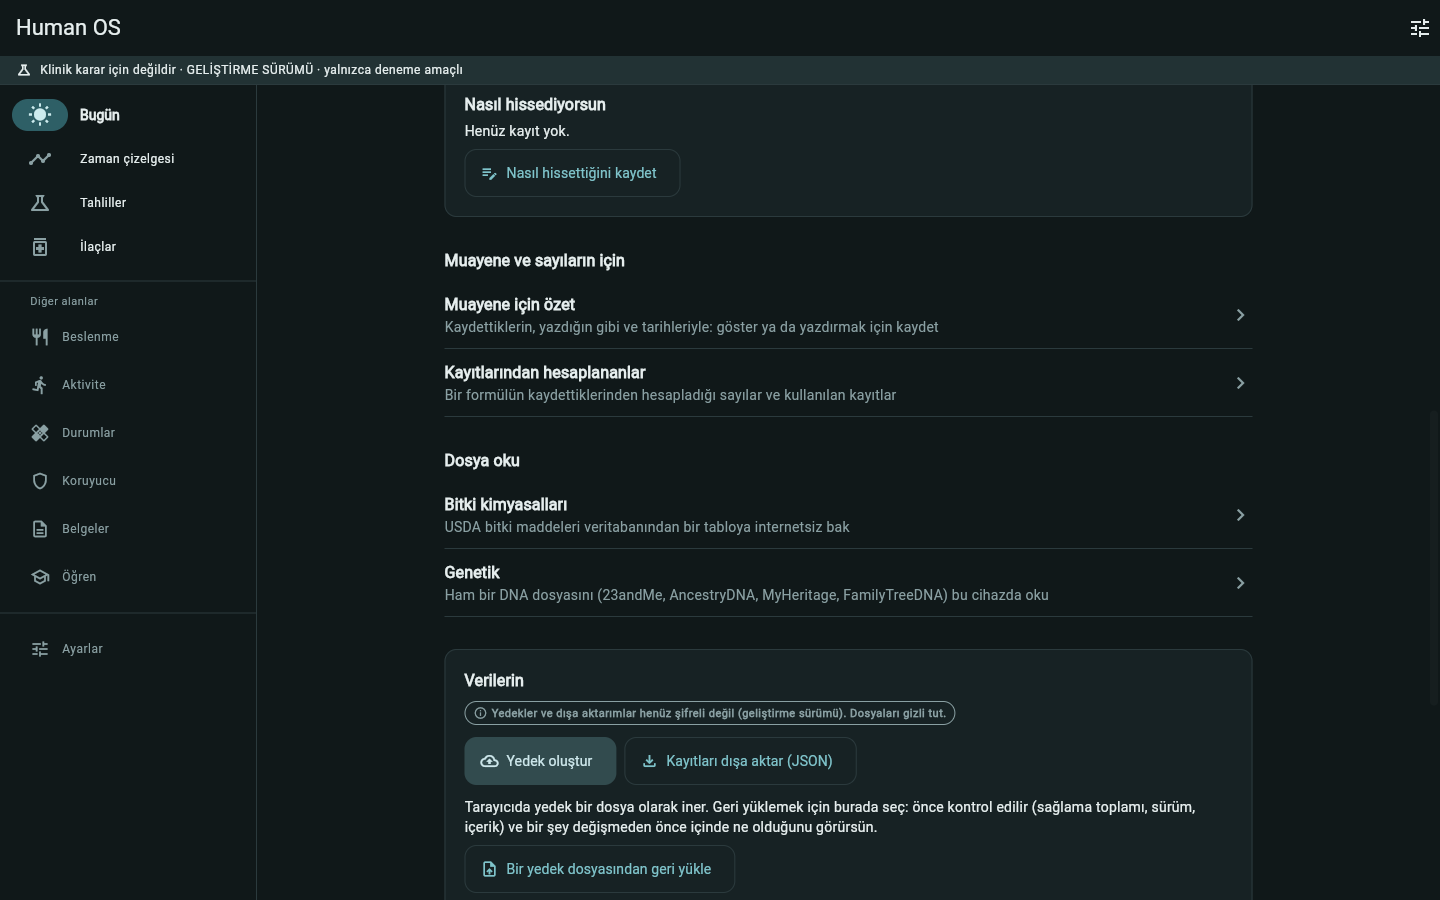 Human OS
Klinik karar için değildir · GELİŞTİRME SÜRÜMÜ · yalnızca deneme amaçlı
Bugün
Zaman çizelgesi
Tahliller
İlaçlar
Diğer alanlar
Beslenme
Aktivite
Durumlar
Koruyucu
Belgeler
Öğren
Ayarlar
Nasıl hissediyorsun
Henüz kayıt yok.
Nasıl hissettiğini kaydet
Muayene ve sayıların için
Muayene için özet
Kaydettiklerin, yazdığın gibi ve tarihleriyle: göster ya da yazdırmak için kaydet
Kayıtlarından hesaplananlar
Bir formülün kaydettiklerinden hesapladığı sayılar ve kullanılan kayıtlar
Dosya oku
Bitki kimyasalları
USDA bitki maddeleri veritabanından bir tabloya internetsiz bak
Genetik
Ham bir DNA dosyasını (23andMe, AncestryDNA, MyHeritage, FamilyTreeDNA) bu cihazda oku
Verilerin
Yedekler ve dışa aktarımlar henüz şifreli değil (geliştirme sürümü). Dosyaları gizli tut.
Yedek oluştur
Kayıtları dışa aktar (JSON)
Tarayıcıda yedek bir dosya olarak iner. Geri yüklemek için burada seç: önce kontrol edilir (sağlama toplamı, sürüm,
içerik) ve bir şey değişmeden önce içinde ne olduğunu görürsün.
Bir yedek dosyasından geri yükle